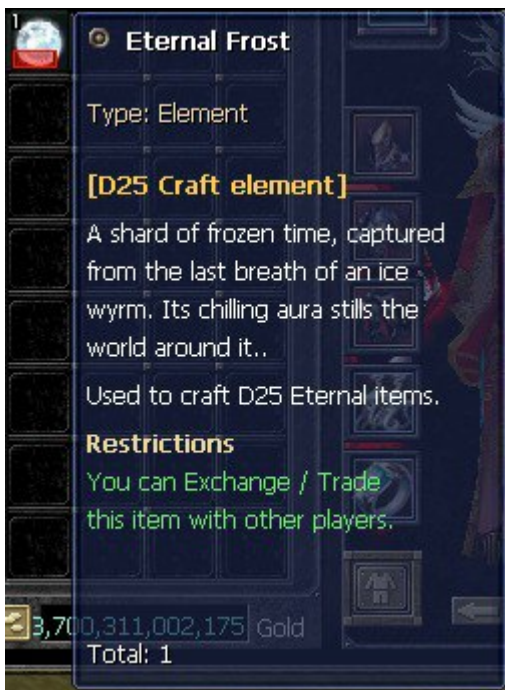 1
Eternal Frost
Type: Element
[D25 Craft element]
A shard of frozen time, captured
from the last breath of an ice
wyrm. Its chilling aura stills the
world around it..
Used to craft D25 Eternal items.
Restrictions
You can Exchange / Trade
this item with other players.
3,700,311,002,175 Gold
Total: 1